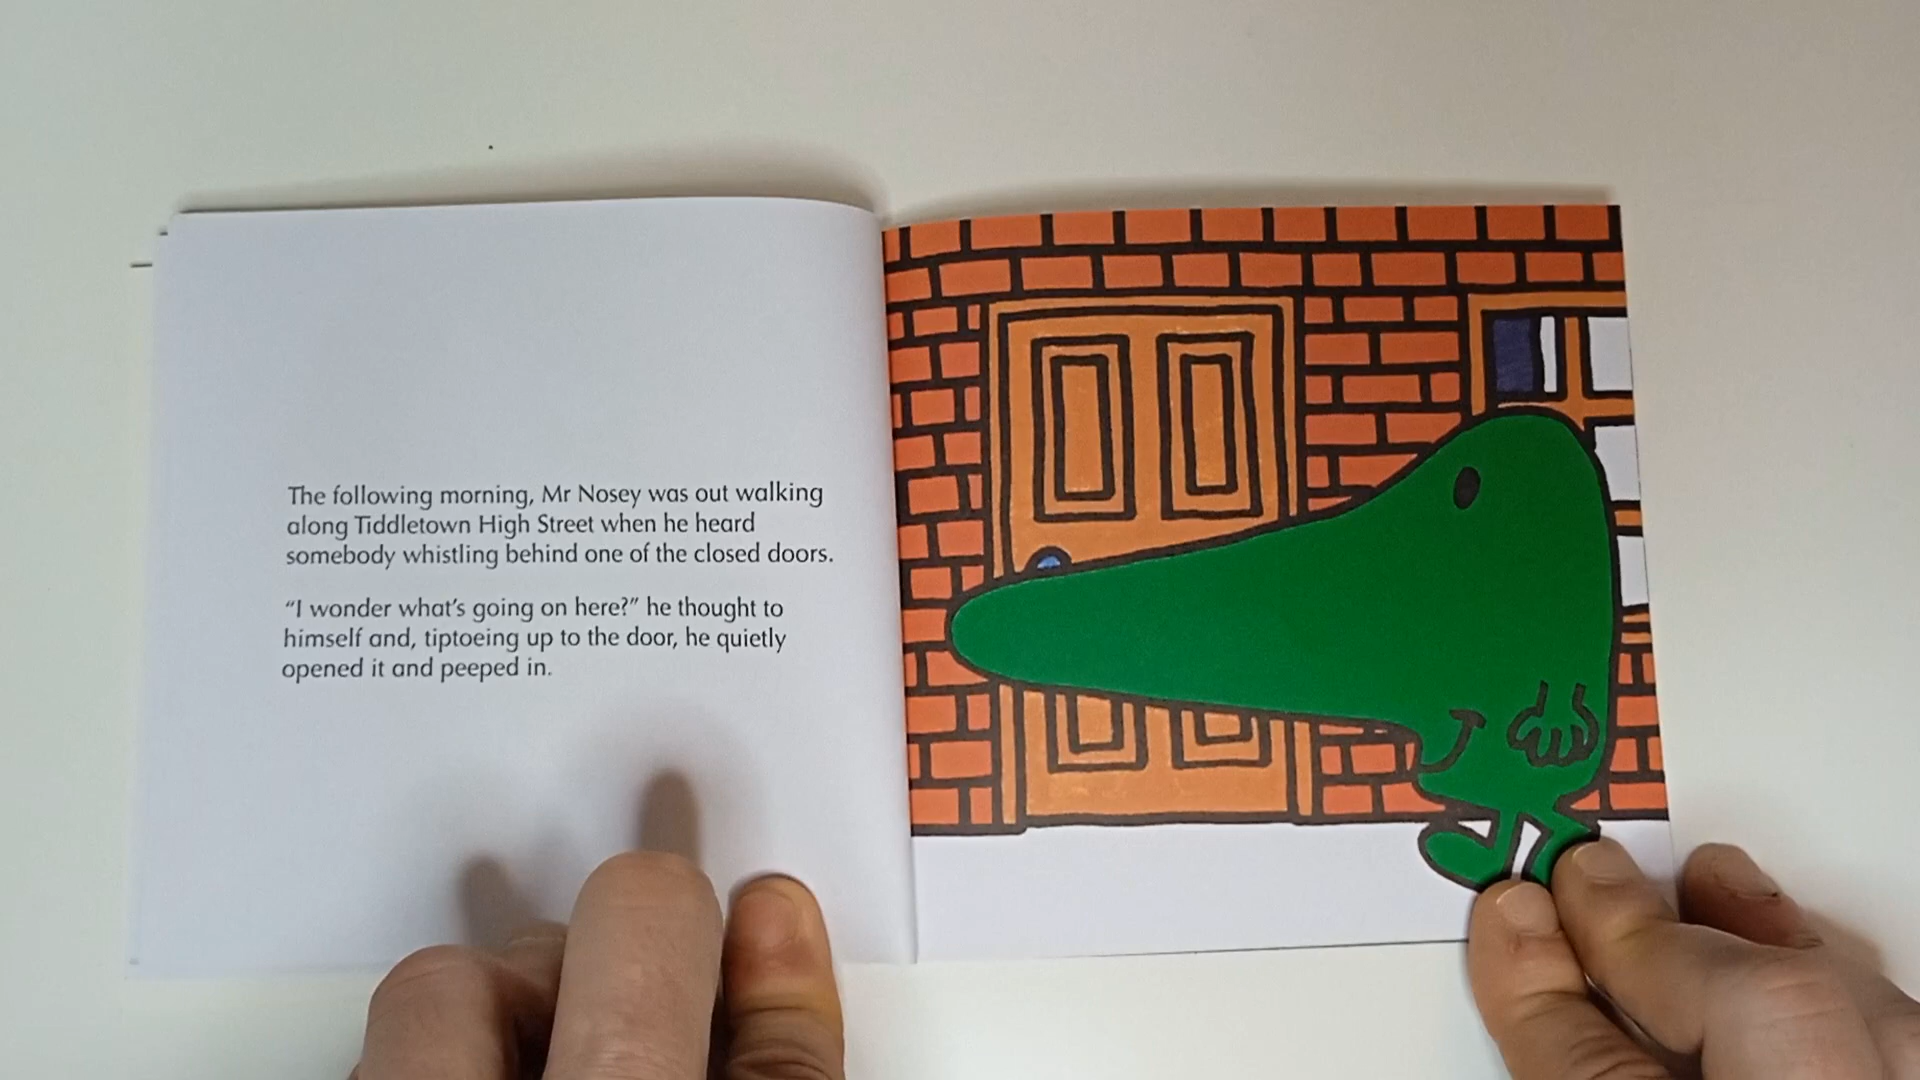 The following morning, Mr Nosey was out walking
along Tiddletown High Street when he heard
somebody whistling behind one of the closed doors.
“I wonder what’s going on here?” he thought to
himself and, tiptoeing up to the door, he quietly
opened it and peeped in.